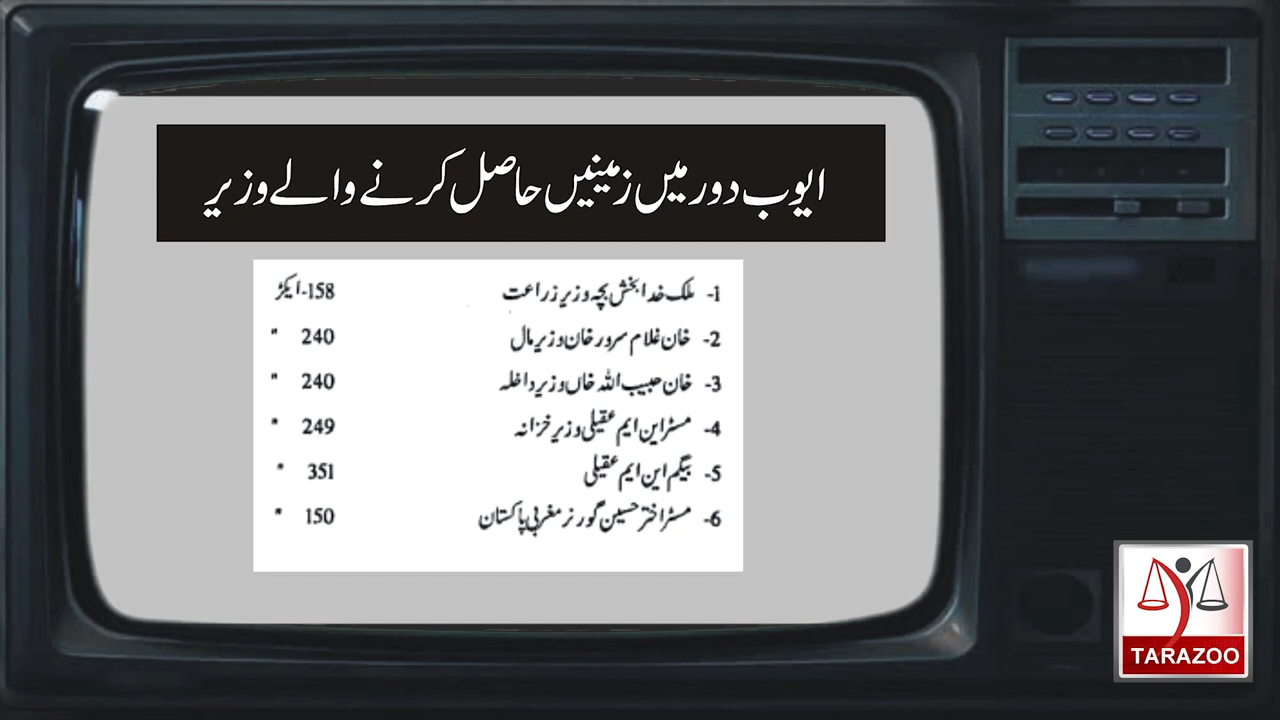 ایوب دور میں زمینیں حاصل کرنے والے وزیر
1- ملک خدا بخش بچہ وزیر زراعت 158-ایکڑ
2- خان غلام سرور خان وزیر مال 240 "
3- خان حبیب اللہ خاں وزیر داخلہ 240 "
4- مسٹر این ایم عقیلی وزیر خزانہ 249 "
5- بیگم این ایم عقیلی 351 "
6- مسٹر اختر حسین گورنر مغربی پاکستان 150 "
TARAZOO